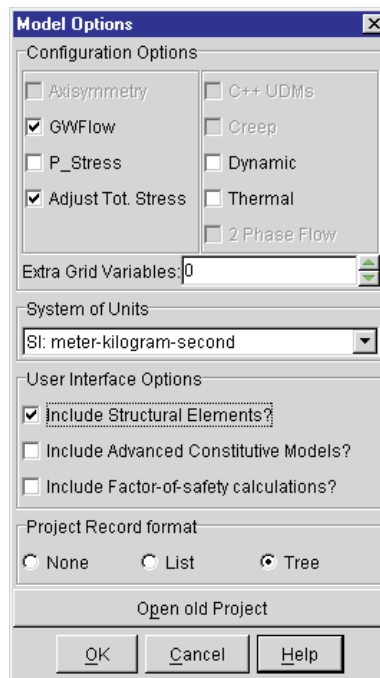 Model Options
Configuration Options
Axisymmetry
C++ UDMs
GWFlow
Creep
P_Stress
Dynamic
Adjust Tot. Stress
Thermal
2 Phase Flow
Extra Grid Variables: 0
System of Units
SI: meter-kilogram-second
User Interface Options
Include Structural Elements?
Include Advanced Constitutive Models?
Include Factor-of-safety calculations?
Project Record format
None List Tree
Open old Project
OK Cancel Help